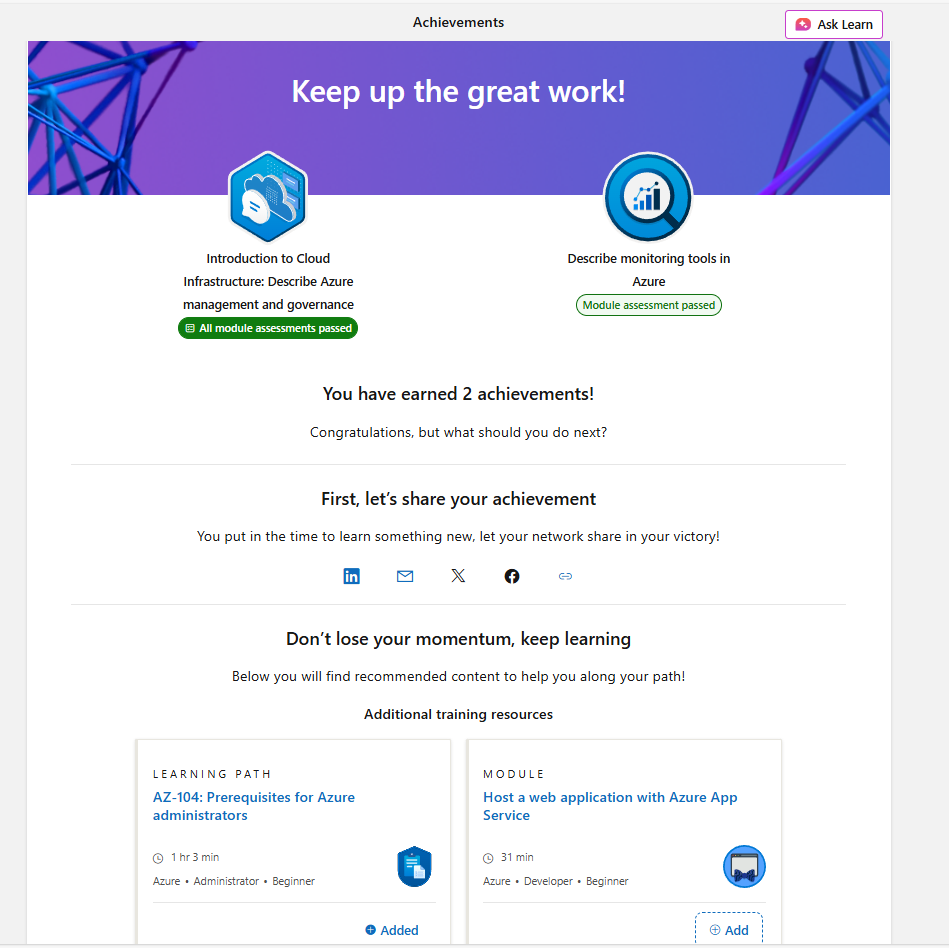 Achievements
Ask Learn
Keep up the great work!
Introduction to Cloud
Infrastructure: Describe Azure
management and governance
All module assessments passed
Describe monitoring tools in
Azure
Module assessment passed
You have earned 2 achievements!
Congratulations, but what should you do next?
First, let’s share your achievement
You put in the time to learn something new, let your network share in your victory!
Don’t lose your momentum, keep learning
Below you will find recommended content to help you along your path!
Additional training resources
LEARNING PATH
AZ-104: Prerequisites for Azure
administrators
1 hr 3 min
Azure • Administrator • Beginner
Added
MODULE
Host a web application with Azure App
Service
31 min
Azure • Developer • Beginner
Add